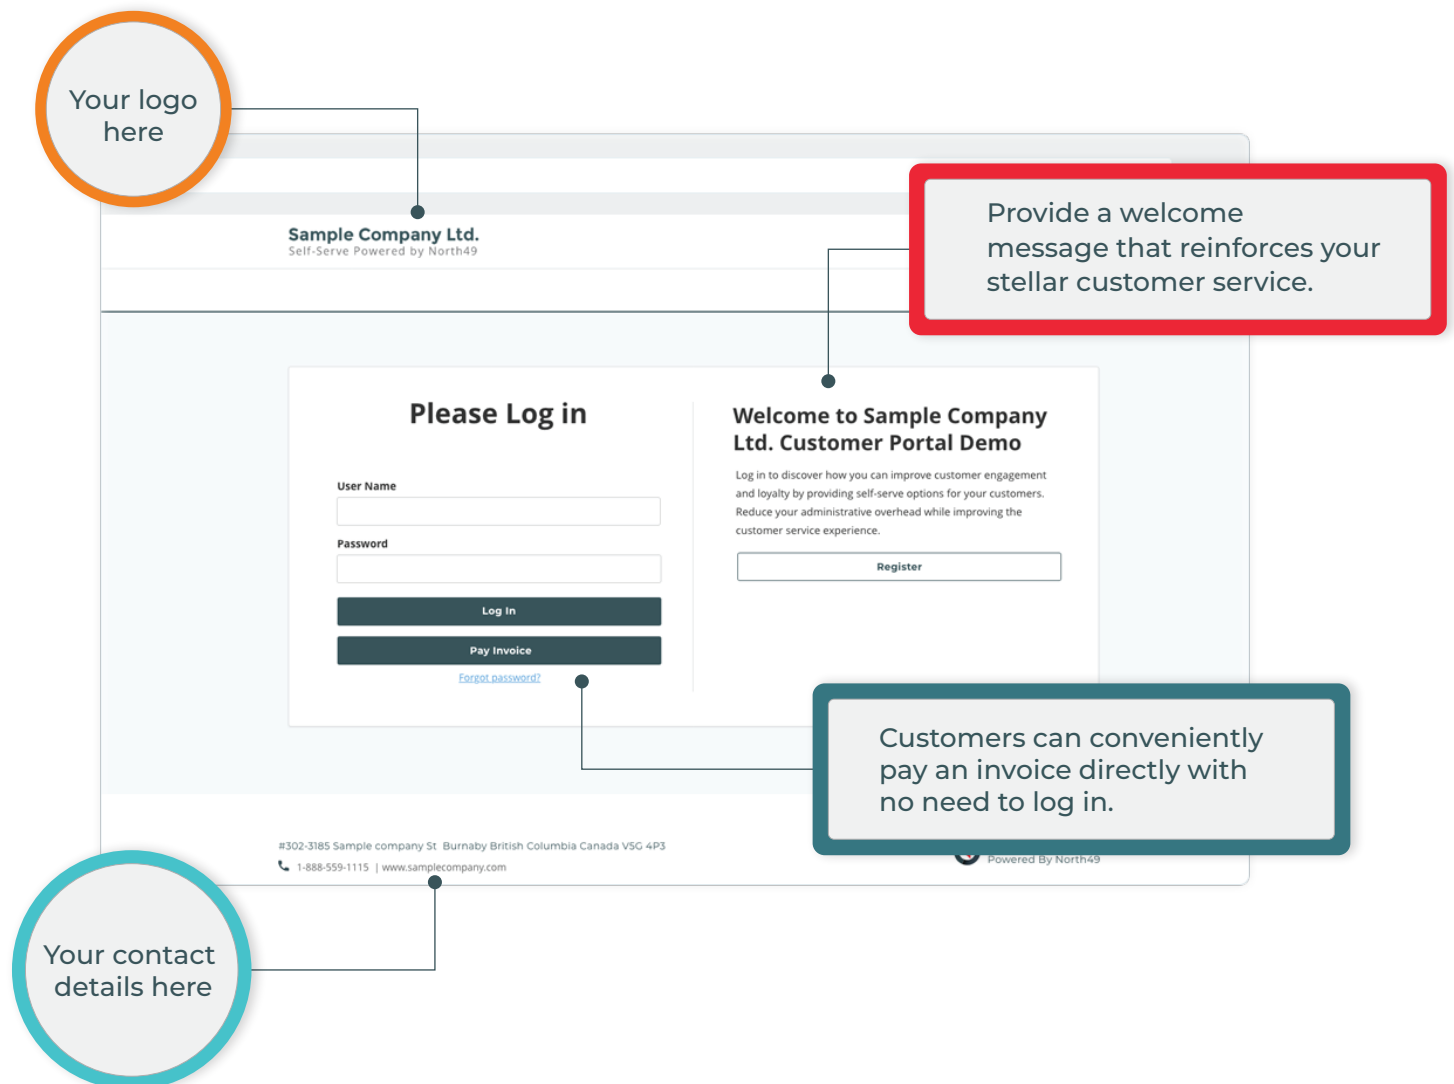 Your logo
here
Sample Company Ltd.
Self-Serve Powered by North49
Provide a welcome
message that reinforces your
stellar customer service.
Please Log in
User Name
Password
Log In
Pay Invoice
Forgot password?
Welcome to Sample Company
Ltd. Customer Portal Demo
Log in to discover how you can improve customer engagement
and loyalty by providing self-serve options for your customers.
Reduce your administrative overhead while improving the
customer service experience.
Register
Customers can conveniently
pay an invoice directly with
no need to log in.
#302-3185 Sample company St Burnaby British Columbia Canada V5G 4P3
1-888-559-1115 | www.samplecompany.com
Powered By North49
Your contact
details here